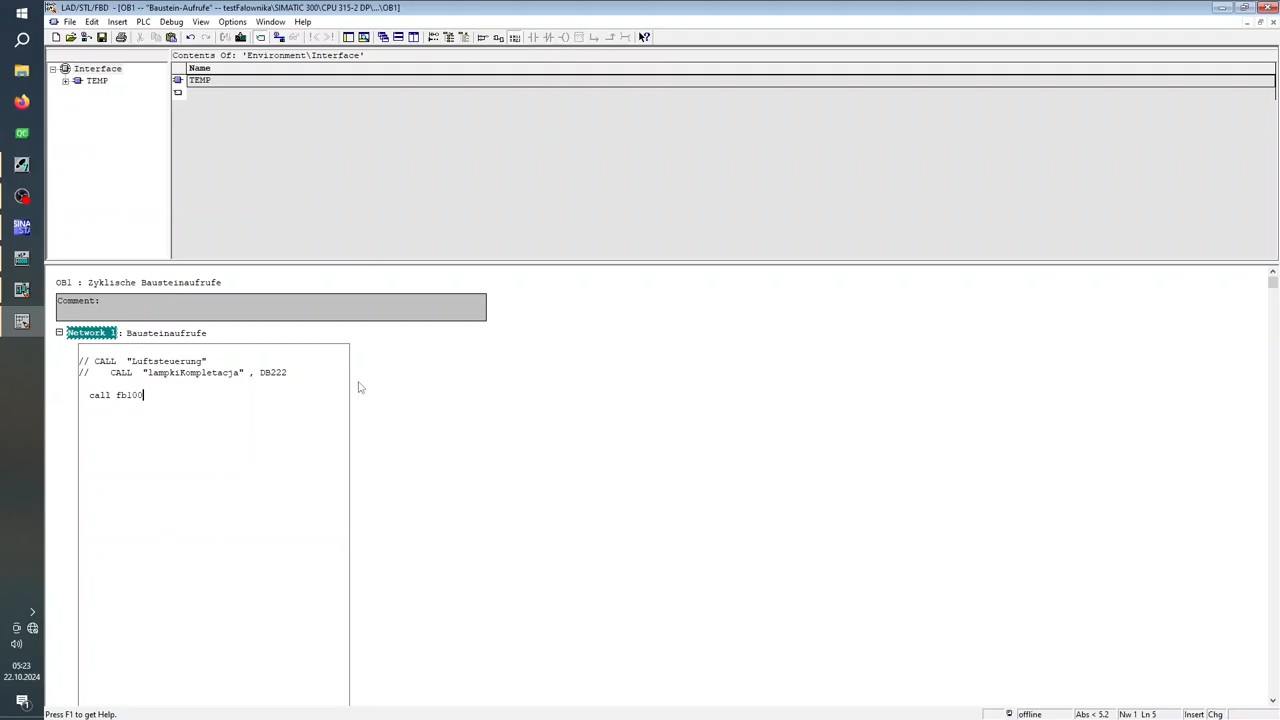 LAD/STL/FBD - [OB1 -- "Baustein-Aufrufe" -- testFalownika\SIMATIC 300\CPU 315-2 DP\...\OB1]
File Edit Insert PLC Debug View Options Window Help
Contents Of: 'Environment\Interface'
Interface
TEMP
Name
TEMP
OB1 : Zyklische Bausteinaufrufe
Comment:
Network 1 : Bausteinaufrufe
// CALL "Luftsteuerung"
// CALL "lampkiKompletacja" , DB222
call fb100
QC
SINA
STA
05:23
22.10.2024
Press F1 to get Help.
offline
Abs < 5.2
Nw 1 Ln 5
Insert
Chg